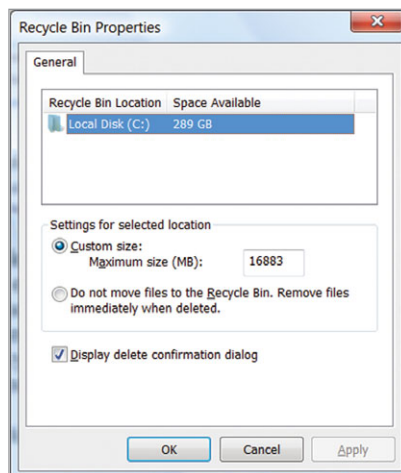 Recycle Bin Properties
General
Recycle Bin Location Space Available
Local Disk (C:) 289 GB
Settings for selected location
Custom size:
Maximum size (MB): 16883
Do not move files to the Recycle Bin. Remove files
immediately when deleted.
Display delete confirmation dialog
OK Cancel Apply